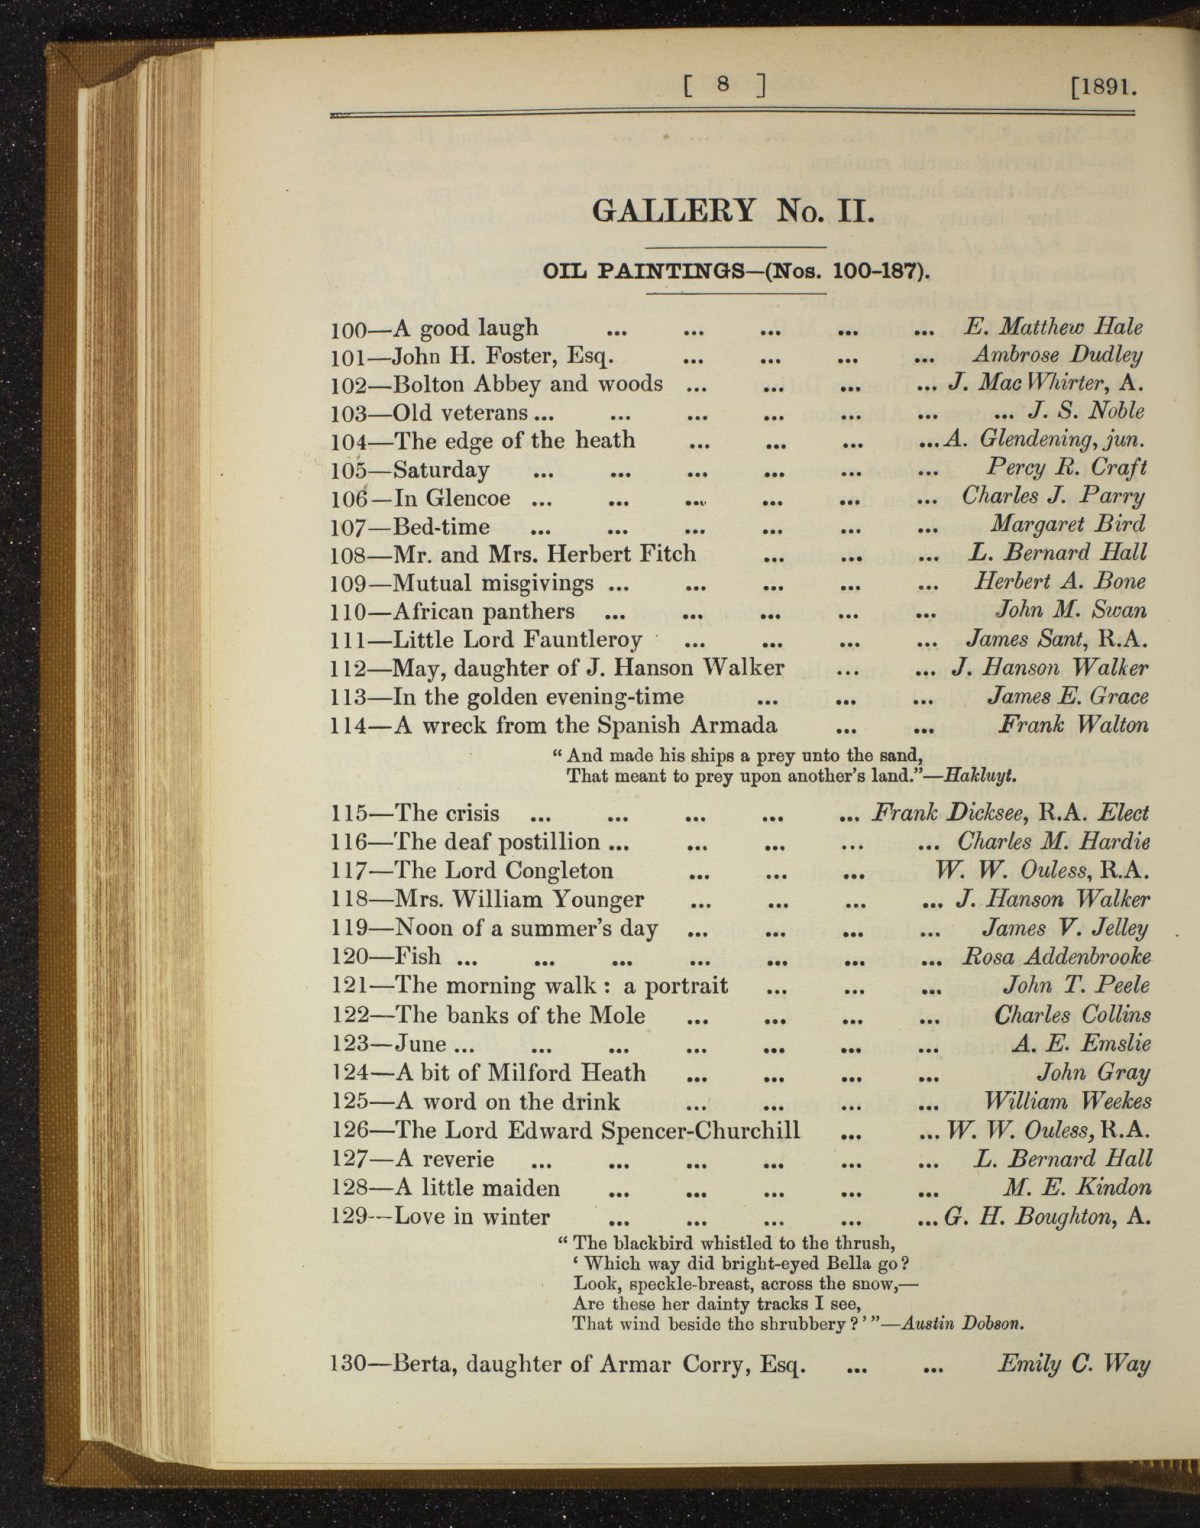 [ 8 ] [1891.
GALLERY No. II.
OIL PAINTINGS—(Nos. 100-187).
100—A good laugh ... ... ... ... ... E. Matthew Hale
101—John H. Foster, Esq. ... ... ... ... Ambrose Dudley
102—Bolton Abbey and woods ... ... ... ... J. MacWhirter, A.
103—Old veterans ... ... ... ... ... ... ... J. S. Noble
104—The edge of the heath ... ... ... ... A. Glendening, jun.
105—Saturday ... ... ... ... ... ... Percy R. Craft
106—In Glencoe ... ... ... ... ... ... Charles J. Parry
107—Bed-time ... ... ... ... ... ... Margaret Bird
108—Mr. and Mrs. Herbert Fitch ... ... ... L. Bernard Hall
109—Mutual misgivings ... ... ... ... ... Herbert A. Bone
110—African panthers ... ... ... ... ... John M. Swan
111—Little Lord Fauntleroy ... ... ... ... James Sant, R.A.
112—May, daughter of J. Hanson Walker ... ... J. Hanson Walker
113—In the golden evening-time ... ... ... James E. Grace
114—A wreck from the Spanish Armada ... ... Frank Walton
“ And made his ships a prey unto the sand,
That meant to prey upon another’s land.”—Hakluyt.
115—The crisis ... ... ... ... ... Frank Dicksee, R.A. Elect
116—The deaf postillion ... ... ... ... ... Charles M. Hardie
117—The Lord Congleton ... ... ... W. W. Ouless, R.A.
118—Mrs. William Younger ... ... ... ... J. Hanson Walker
119—Noon of a summer’s day ... ... ... ... James V. Jelley
120—Fish ... ... ... ... ... ... ... Rosa Addenbrooke
121—The morning walk : a portrait ... ... ... John T. Peele
122—The banks of the Mole ... ... ... ... Charles Collins
123—June ... ... ... ... ... ... ... A. E. Emslie
124—A bit of Milford Heath ... ... ... ... John Gray
125—A word on the drink ... ... ... ... William Weekes
126—The Lord Edward Spencer-Churchill ... ... W. W. Ouless, R.A.
127—A reverie ... ... ... ... ... ... L. Bernard Hall
128—A little maiden ... ... ... ... ... M. E. Kindon
129—Love in winter ... ... ... ... ... G. H. Boughton, A.
“ The blackbird whistled to the thrush,
‘ Which way did bright-eyed Bella go ?
Look, speckle-breast, across the snow,—
Are these her dainty tracks I see,
That wind beside the shrubbery ? ’ ”—Austin Dobson.
130—Berta, daughter of Armar Corry, Esq. ... ... Emily C. Way